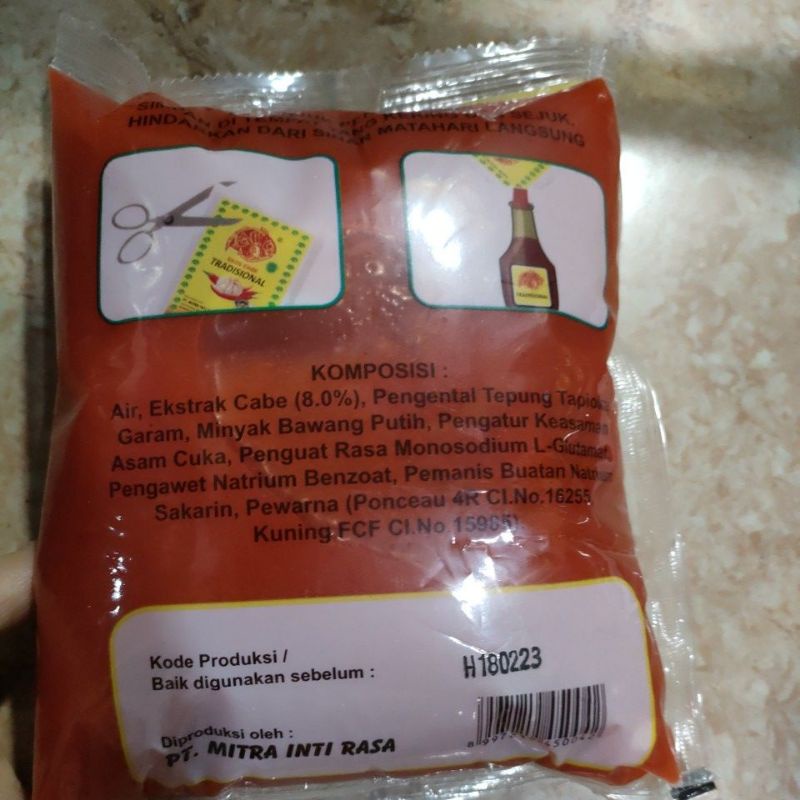 HINDARKAN DARI SINAR MATAHARI LANGSUNG
SAUS CABE
TRADISIONAL
TRADISIONAL
KOMPOSISI :
Air, Ekstrak Cabe (8.0%), Pengental Tepung Tapioka,
Garam, Minyak Bawang Putih, Pengatur Keasaman
Asam Cuka, Penguat Rasa Monosodium L-Glutamat,
Pengawet Natrium Benzoat, Pemanis Buatan Natrium
Sakarin, Pewarna (Ponceau 4R CI.No.16255
Kuning FCF CI.No 15985)
Kode Produksi /
Baik digunakan sebelum :
H180223
Diproduksi oleh :
PT. MITRA INTI RASA